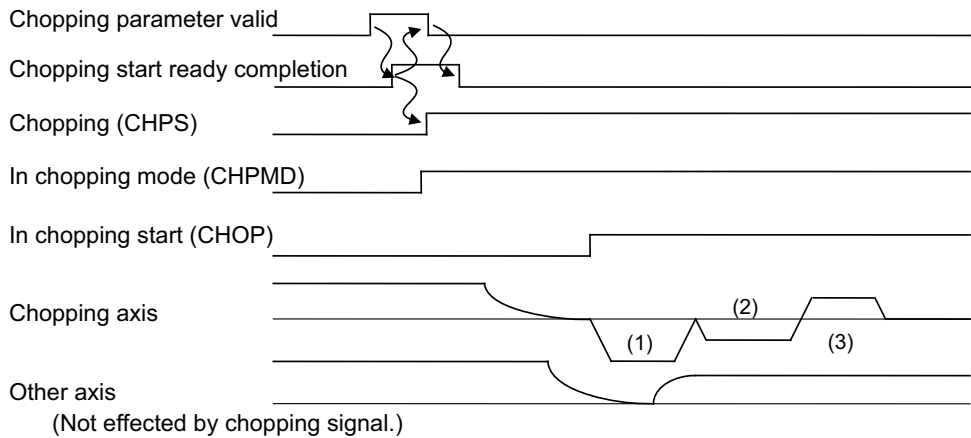 Chopping parameter valid
Chopping start ready completion
Chopping (CHPS)
In chopping mode (CHPMD)
In chopping start (CHOP)
Chopping axis
(1)
(2)
(3)
Other axis
(Not effected by chopping signal.)